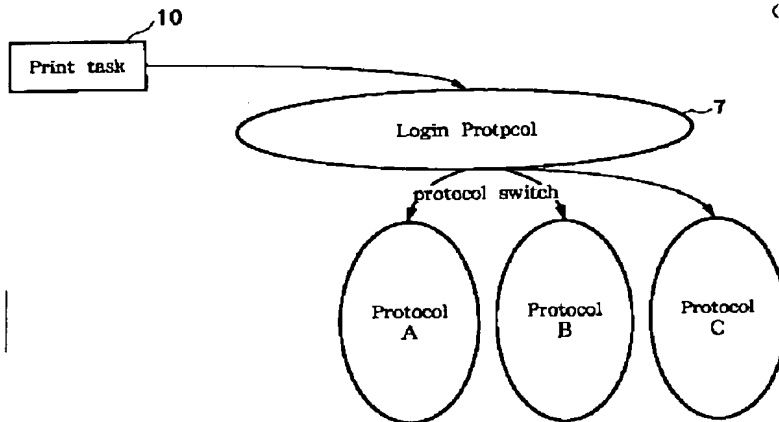 10
Print task
7
Login Protpcol
protocol switch
Protocol
A
Protocol
B
Protocol
C